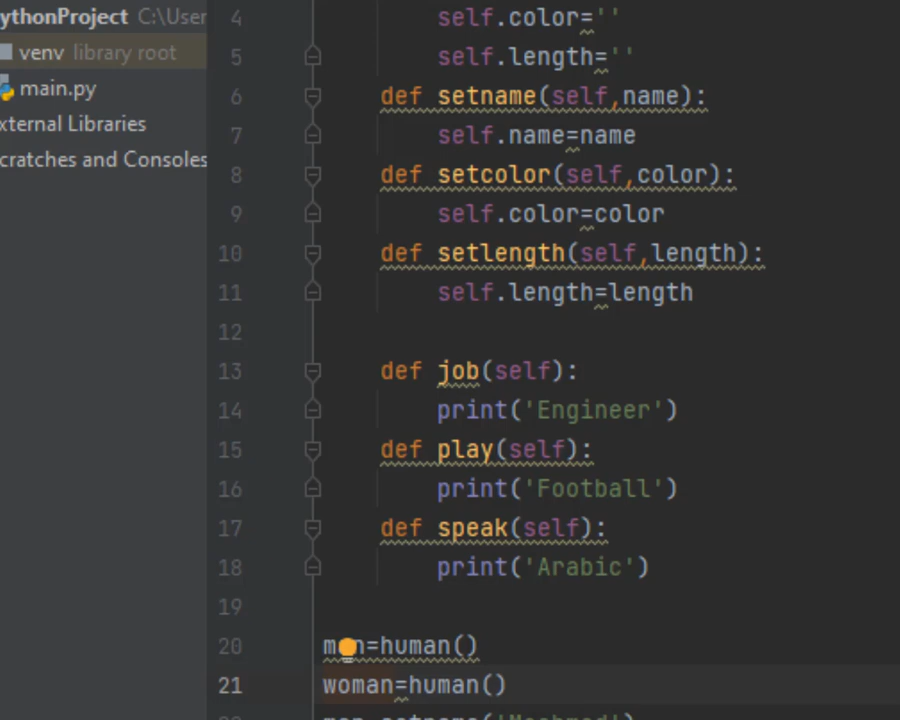 ythonProject C:\User
venv library root
main.py
xternal Libraries
cratches and Consoles
4 self.color=''
5 self.length=''
6 def setname(self,name):
7 self.name=name
8 def setcolor(self,color):
9 self.color=color
10 def setlength(self,length):
11 self.length=length
12
13 def job(self):
14 print('Engineer')
15 def play(self):
16 print('Football')
17 def speak(self):
18 print('Arabic')
19
20 =human()
21 woman=human()